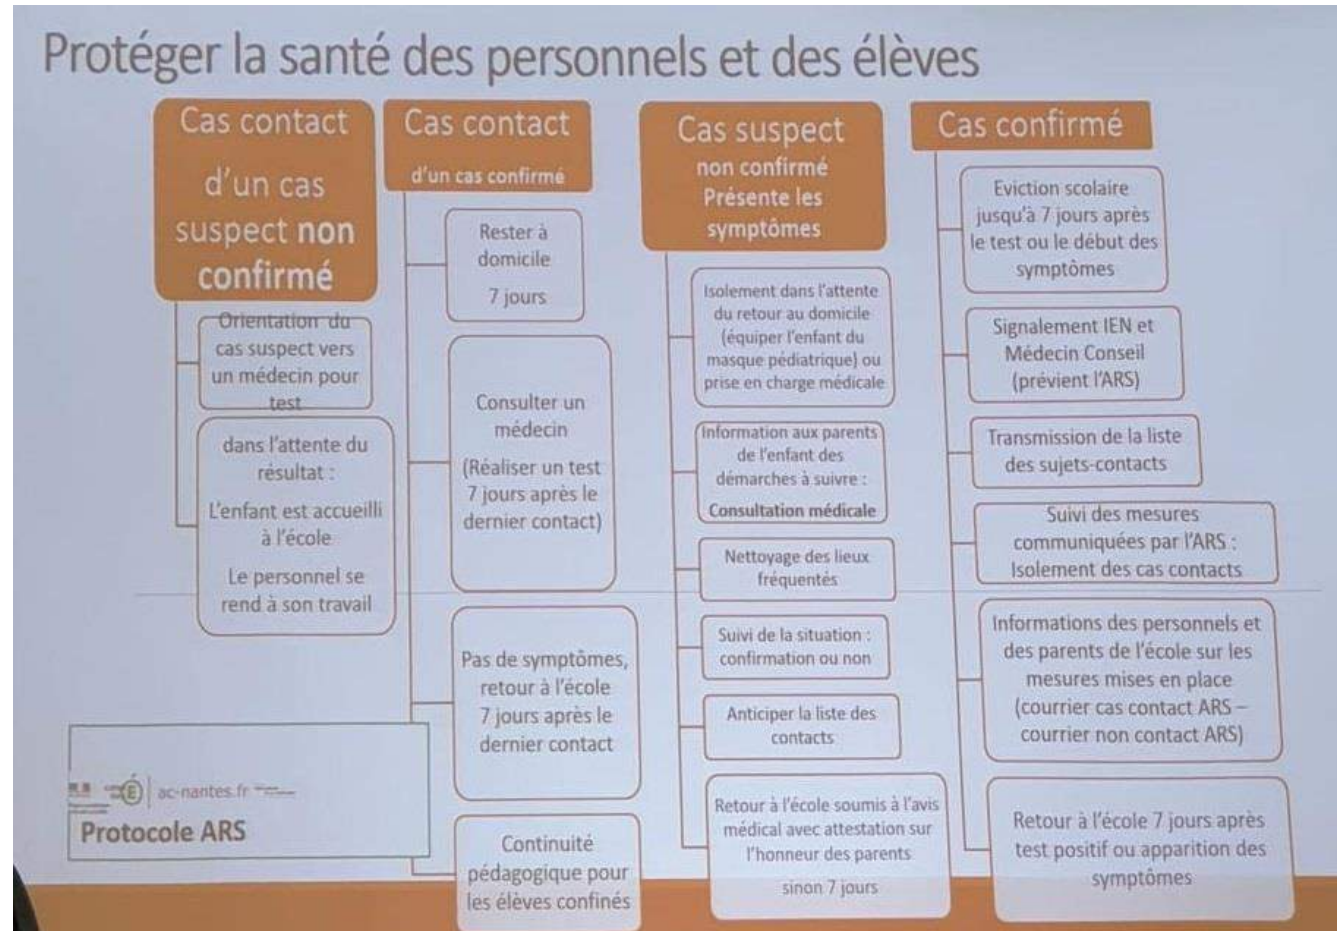 Protéger la santé des personnels et des élèves
Cas contact
d'un cas
suspect non
confirmé
Orientation du
cas suspect vers
un médecin pour
test
dans l'attente du
résultat :
L'enfant est accueilli
à l'école
Le personnel se
rend à son travail
Cas contact
d'un cas confirmé
Rester à
domicile
7 jours
Consulter un
médecin
(Réaliser un test
7 jours après le
dernier contact)
Pas de symptômes,
retour à l'école
7 jours après le
dernier contact
Continuité
pédagogique pour
les élèves confinés
Cas suspect
non confirmé
Présente les
symptômes
Isolement dans l'attente
du retour au domicile
(équiper l'enfant du
masque pédiatrique) ou
prise en charge médicale
Information aux parents
de l'enfant des
démarches à suivre :
Consultation médicale
Nettoyage des lieux
fréquentés
Suivi de la situation :
confirmation ou non
Anticiper la liste des
contacts
Retour à l'école soumis à l'avis
médical avec attestation sur
l'honneur des parents
sinon 7 jours
Cas confirmé
Eviction scolaire
jusqu'à 7 jours après
le test ou le début des
symptômes
Signalement IEN et
Médecin Conseil
(prévient l'ARS)
Transmission de la liste
des sujets-contacts
Suivi des mesures
communiquées par l'ARS :
Isolement des cas contacts
Informations des personnels et
des parents de l'école sur les
mesures mises en place
(courrier cas contact ARS –
courrier non contact ARS)
Retour à l'école 7 jours après
test positif ou apparition des
symptômes
ac-nantes.fr
Protocole ARS